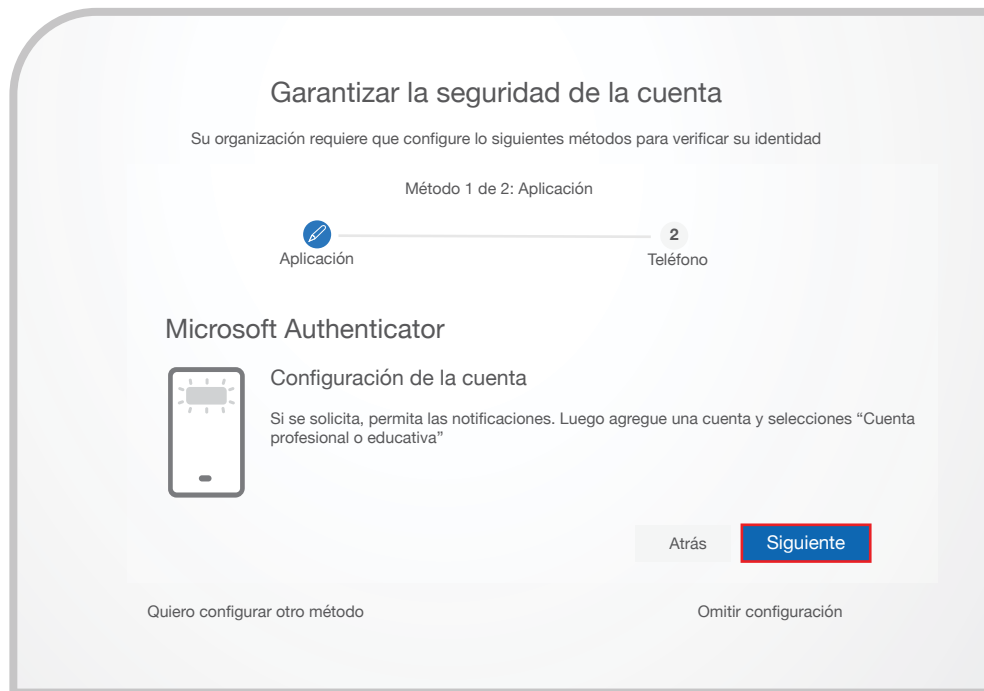 Garantizar la seguridad de la cuenta
Su organización requiere que configure lo siguientes métodos para verificar su identidad
Método 1 de 2: Aplicación
2
Aplicación
Teléfono
Microsoft Authenticator
Configuración de la cuenta
Si se solicita, permita las notificaciones. Luego agregue una cuenta y selecciones “Cuenta
profesional o educativa”
Atrás
Siguiente
Quiero configurar otro método
Omitir configuración